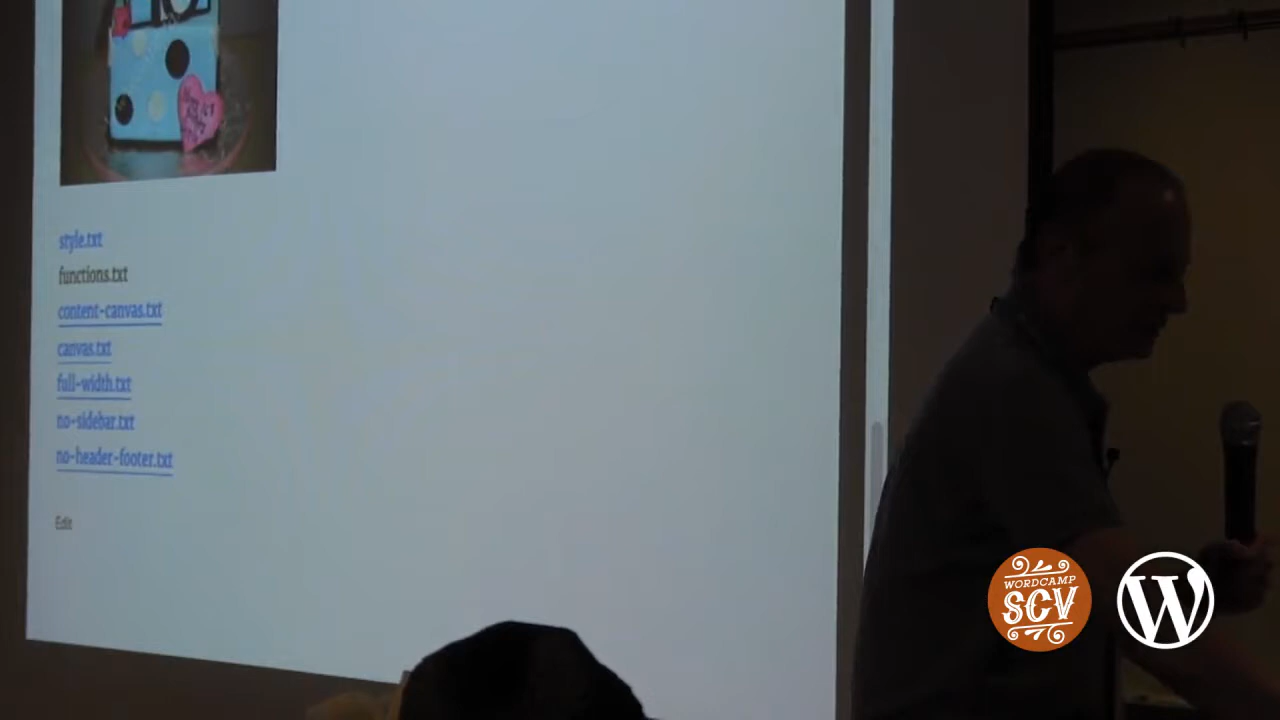 style.txt
functions.txt
content-canvas.txt
canvas.txt
full-width.txt
no-sidebar.txt
no-header-footer.txt
Edit
WORDCAMP
SCV